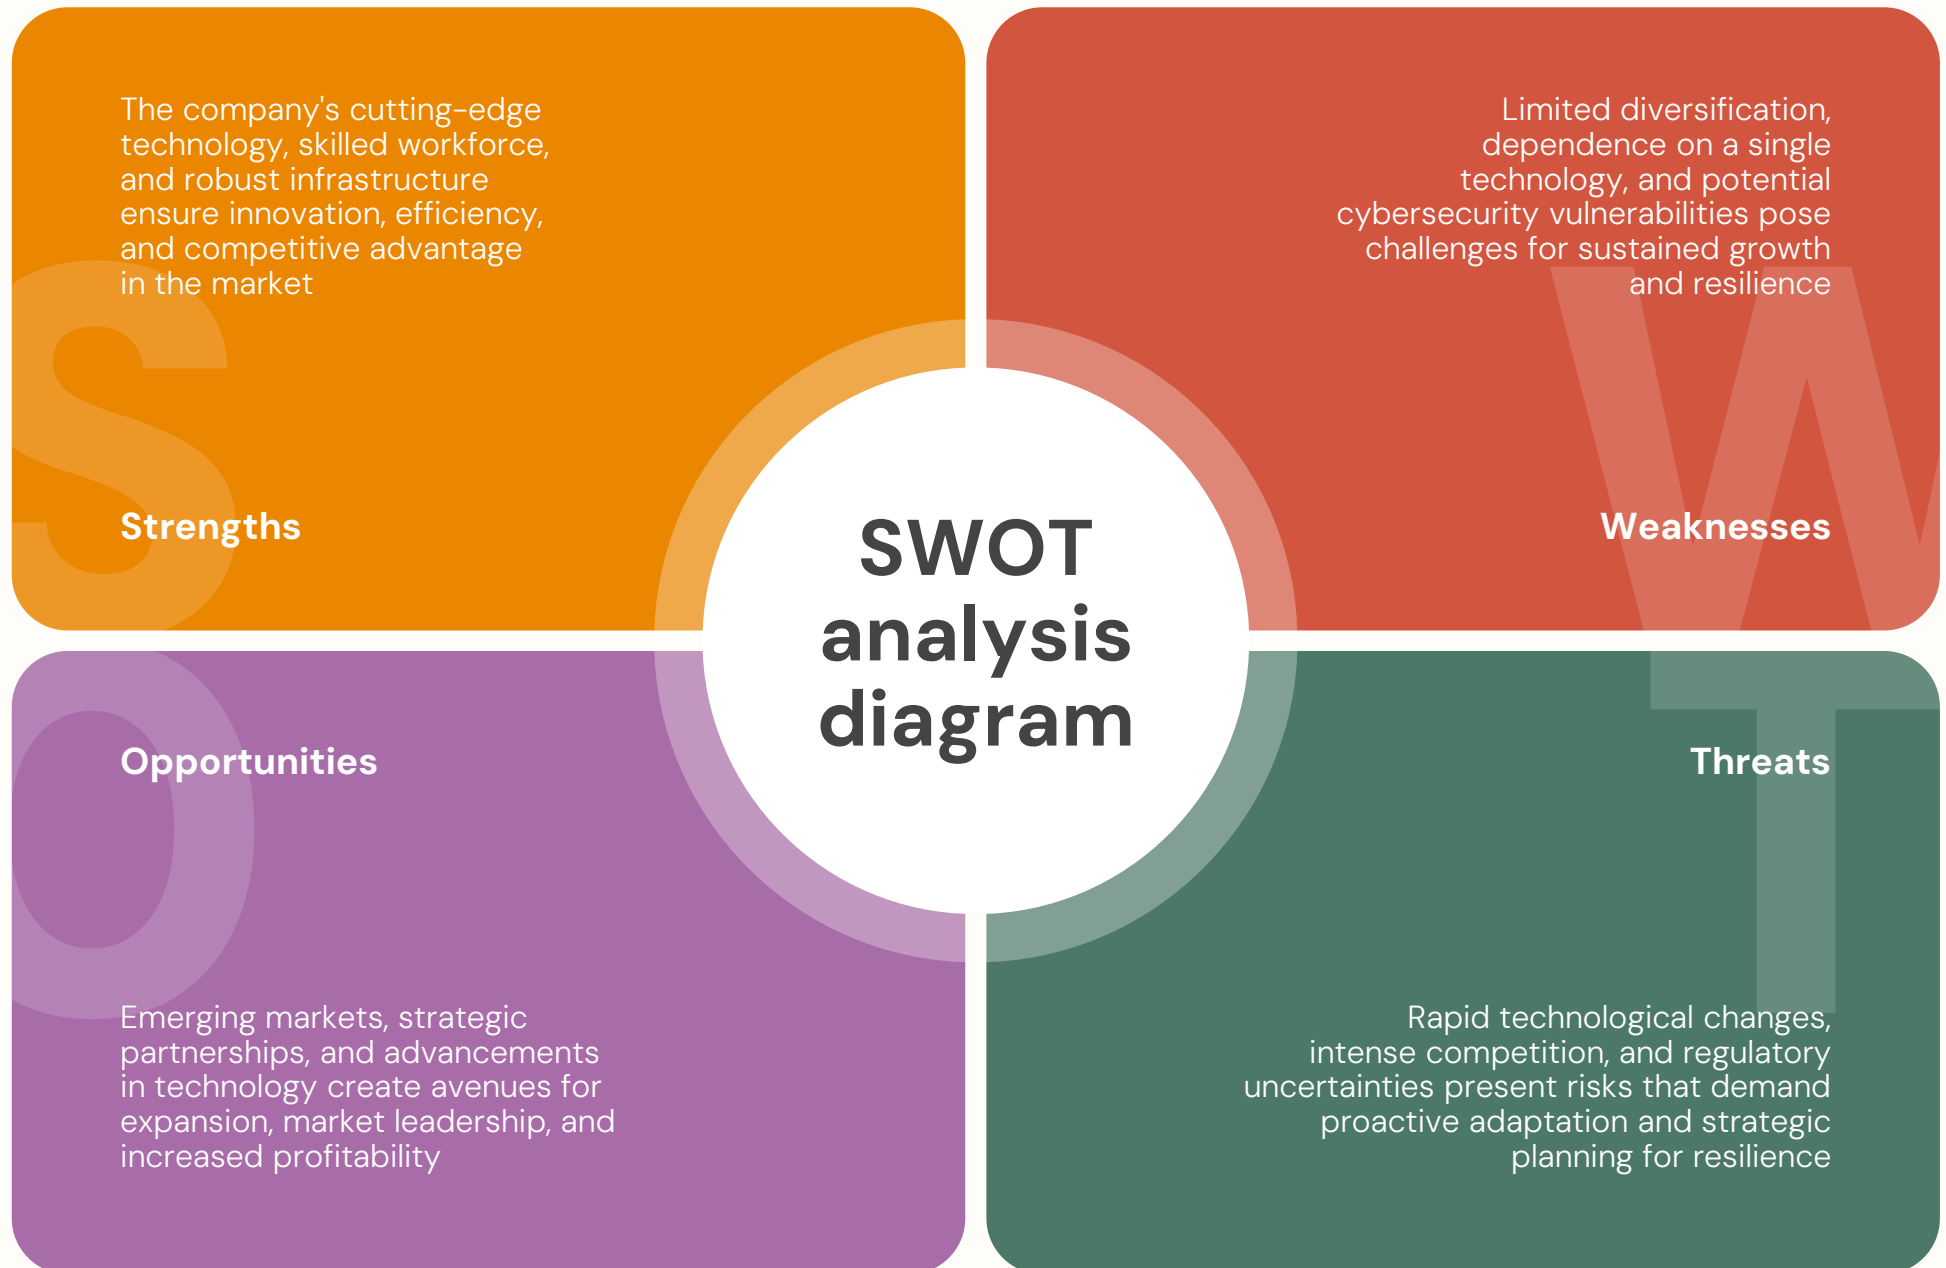 The company's cutting-edge
technology, skilled workforce,
and robust infrastructure
ensure innovation, efficiency,
and competitive advantage
in the market
S
Strengths
Limited diversification,
dependence on a single
technology, and potential
cybersecurity vulnerabilities pose
challenges for sustained growth
and resilience
W
Weaknesses
SWOT
analysis
diagram
O
Opportunities
Emerging markets, strategic
partnerships, and advancements
in technology create avenues for
expansion, market leadership, and
increased profitability
T
Threats
Rapid technological changes,
intense competition, and regulatory
uncertainties present risks that demand
proactive adaptation and strategic
planning for resilience